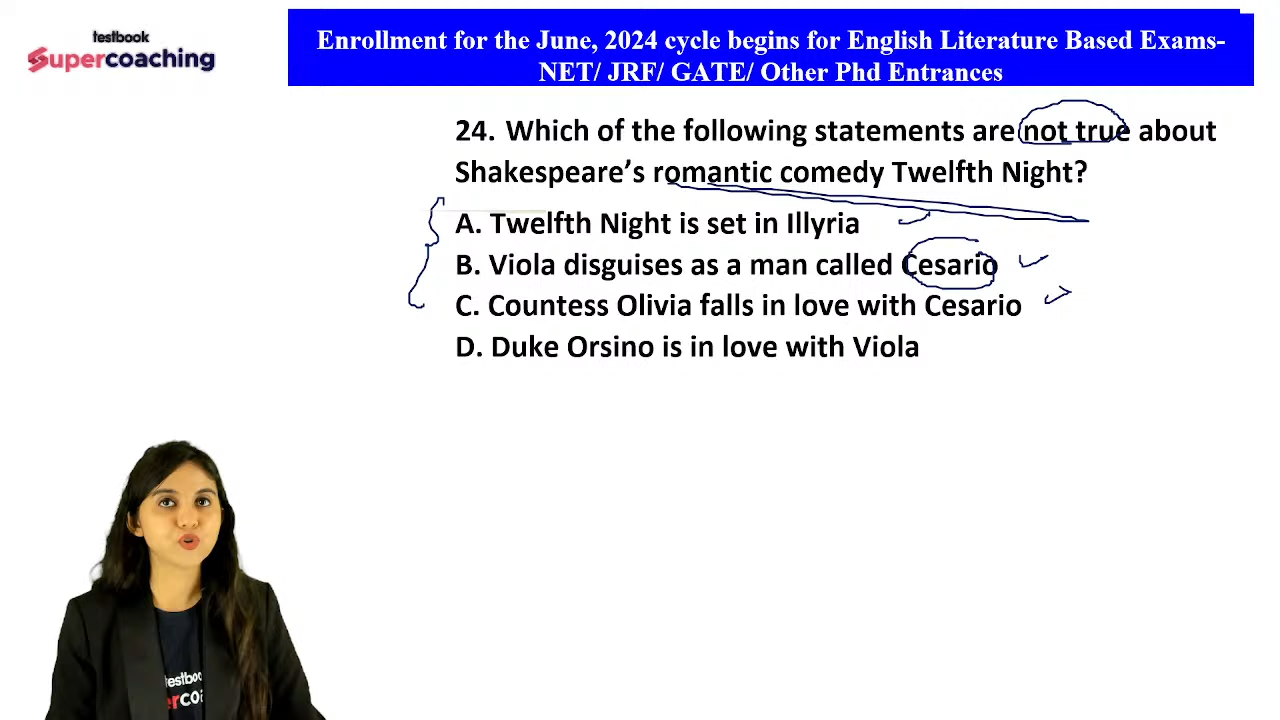 testbook
Supercoaching
Enrollment for the June, 2024 cycle begins for English Literature Based Exams-
NET/ JRF/ GATE/ Other Phd Entrances
24. Which of the following statements are not true about
Shakespeare’s romantic comedy Twelfth Night?
A. Twelfth Night is set in Illyria
B. Viola disguises as a man called Cesario
C. Countess Olivia falls in love with Cesario
D. Duke Orsino is in love with Viola
testbook